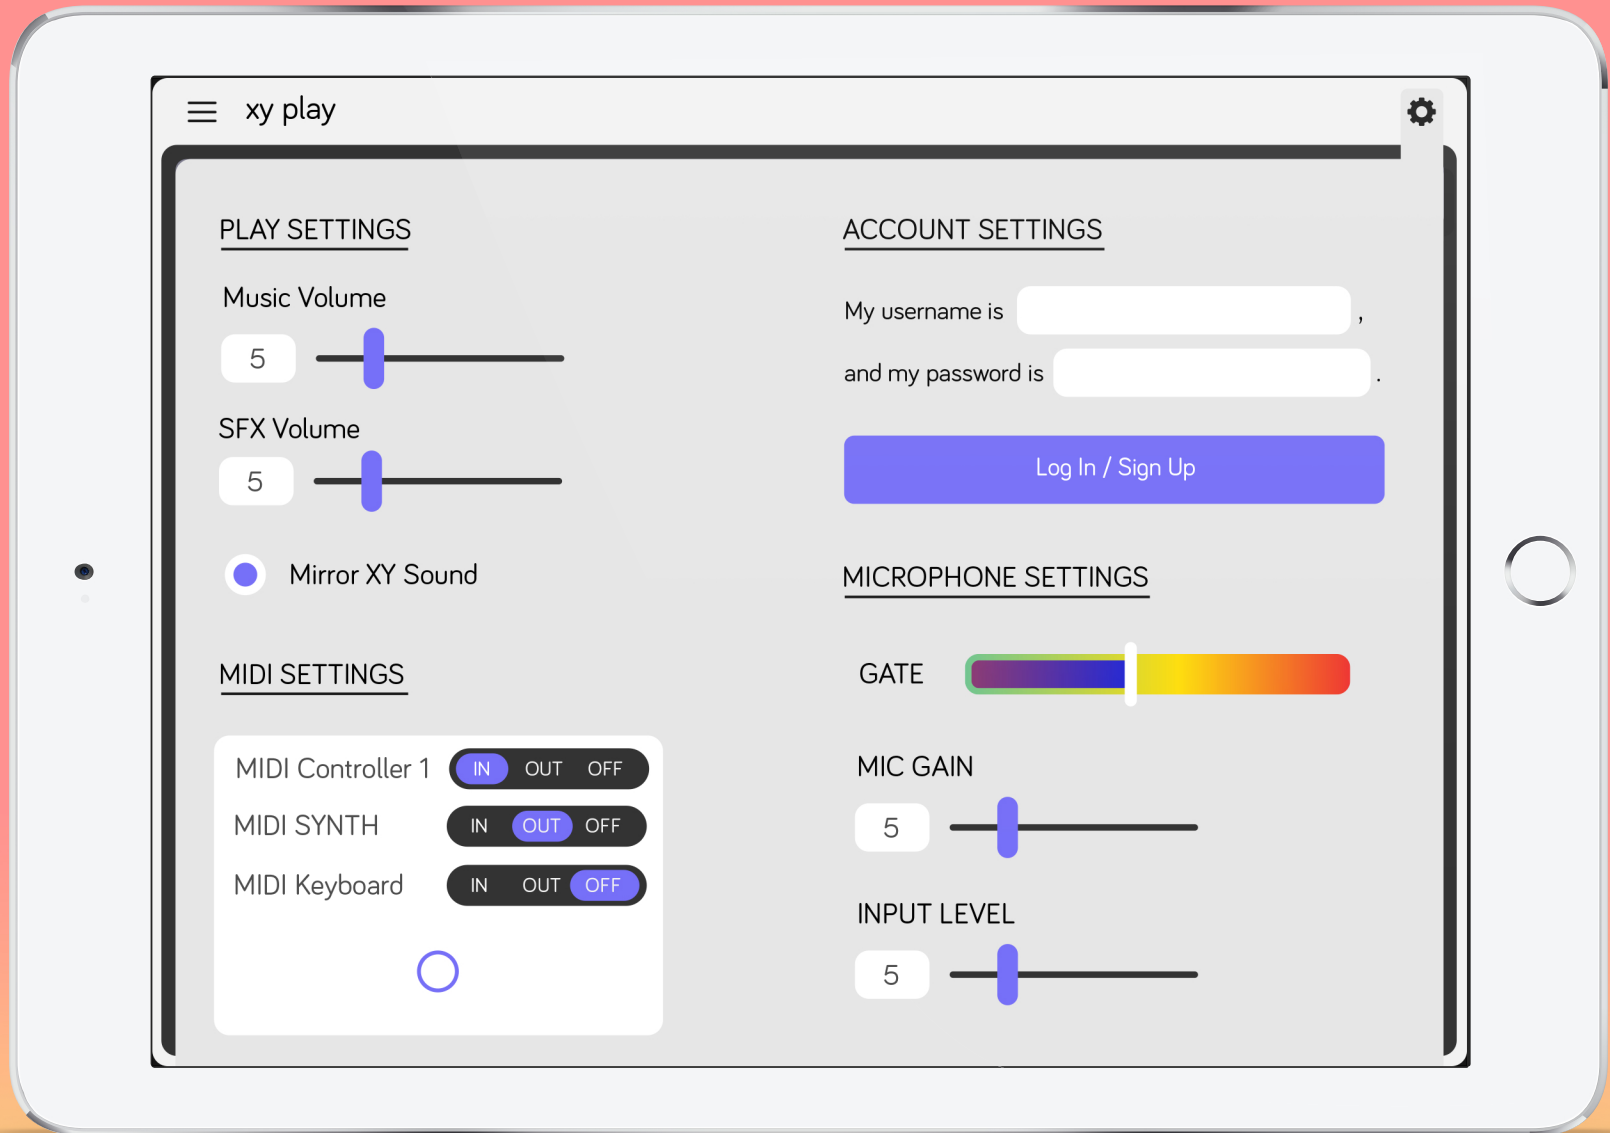 xy play
PLAY SETTINGS
Music Volume
5
SFX Volume
5
Mirror XY Sound
MIDI SETTINGS
MIDI Controller 1 IN OUT OFF
MIDI SYNTH IN OUT OFF
MIDI Keyboard IN OUT OFF
ACCOUNT SETTINGS
My username is ,
and my password is .
Log In / Sign Up
MICROPHONE SETTINGS
GATE
MIC GAIN
5
INPUT LEVEL
5